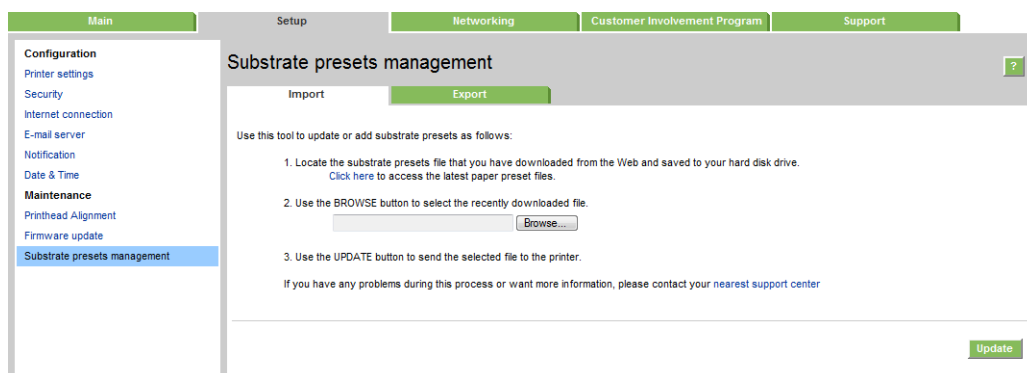 Main
Setup
Networking
Customer Involvement Program
Support
Configuration
Printer settings
Security
Internet connection
E-mail server
Notification
Date & Time
Maintenance
Printhead Alignment
Firmware update
Substrate presets management
Substrate presets management
?
Import
Export
Use this tool to update or add substrate presets as follows:
1. Locate the substrate presets file that you have downloaded from the Web and saved to your hard disk drive.
Click here to access the latest paper preset files.
2. Use the BROWSE button to select the recently downloaded file.
Browse...
3. Use the UPDATE button to send the selected file to the printer.
If you have any problems during this process or want more information, please contact your nearest support center
Update